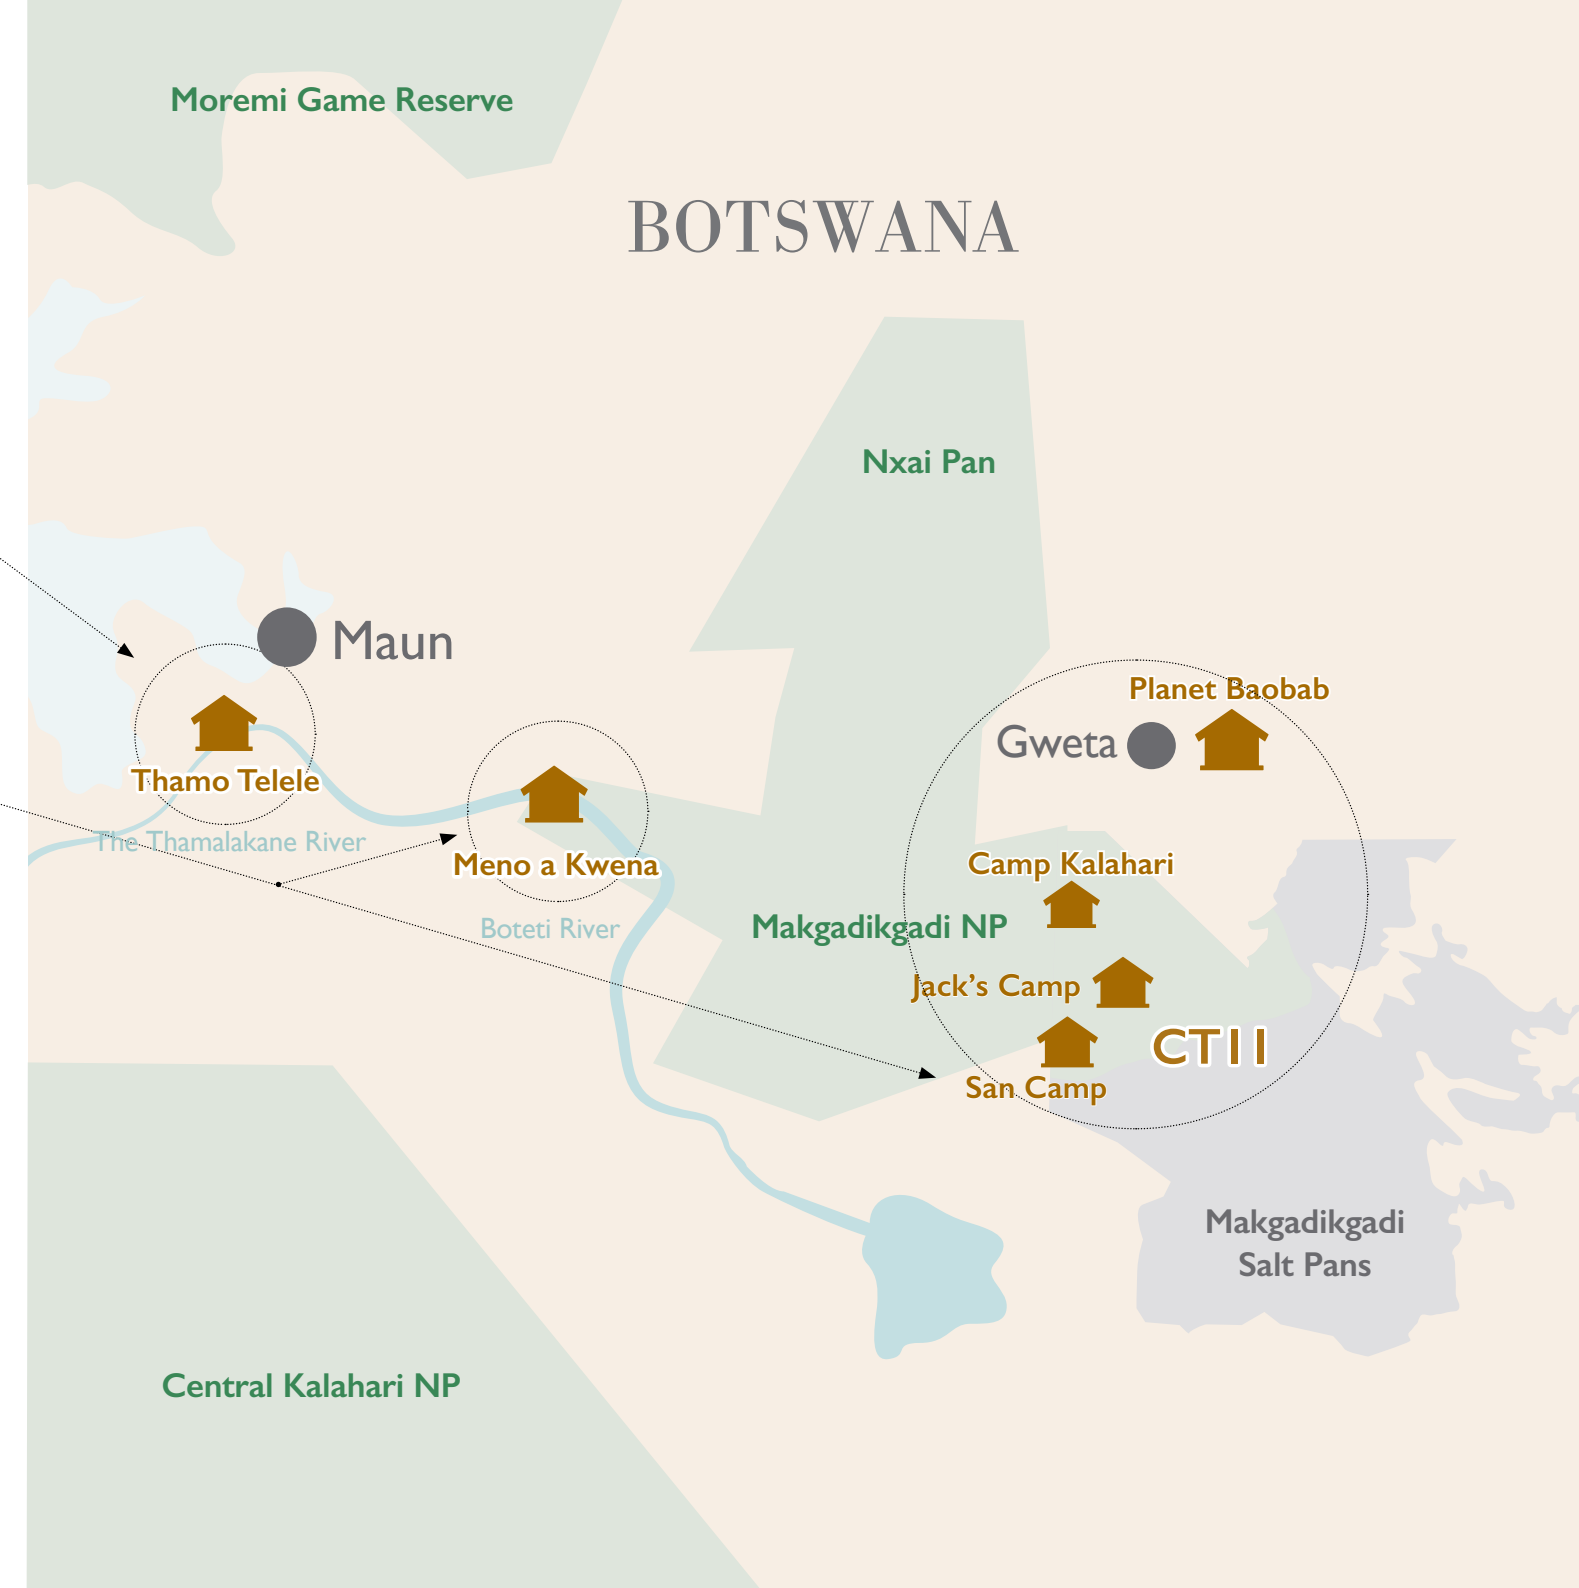 Moremi Game Reserve
BOTSWANA
Nxai Pan
Maun
Planet Baobab
Gweta
Thamo Telele
The Thamalakane River
Meno a Kwena
Camp Kalahari
Boteti River
Makgadikgadi NP
Jack’s Camp
CT11
San Camp
Makgadikgadi
Salt Pans
Central Kalahari NP